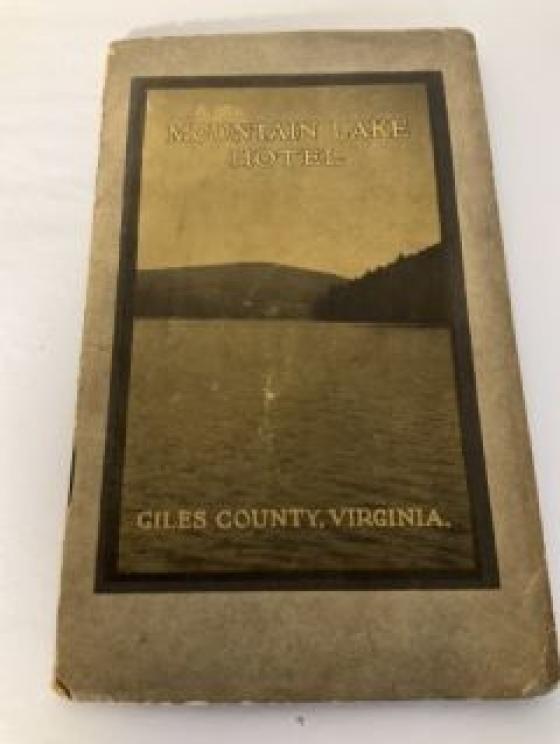 MOUNTAIN LAKE
HOTEL
GILES COUNTY, VIRGINIA.